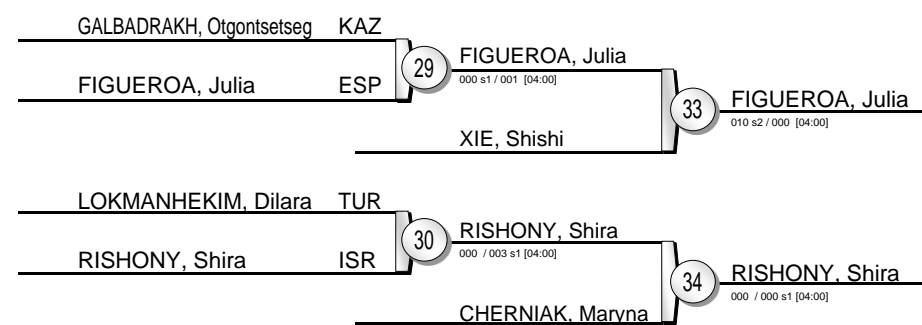 GALBADRAKH, Otgontsetseg KAZ
29
FIGUEROA, Julia
000 s1 / 001 [04:00]
FIGUEROA, Julia ESP
33
FIGUEROA, Julia
010 s2 / 000 [04:00]
XIE, Shishi
LOKMANHEKIM, Dilara TUR
30
RISHONY, Shira
000 / 003 s1 [04:00]
RISHONY, Shira ISR
34
RISHONY, Shira
000 / 000 s1 [04:00]
CHERNIAK, Maryna